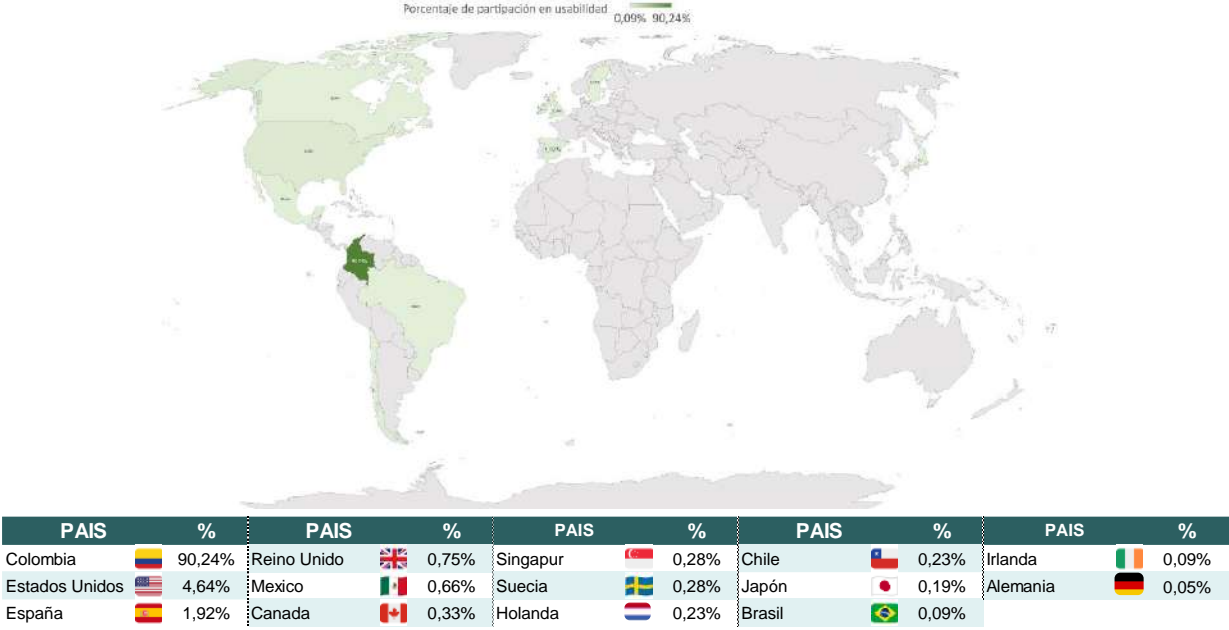 Porcentaje de partipación en usabilidad
0,09% 90,24%
PAIS % PAIS % PAIS % PAIS % PAIS %
Colombia 90,24% Reino Unido 0,75% Singapur 0,28% Chile 0,23% Irlanda 0,09%
Estados Unidos 4,64% Mexico 0,66% Suecia 0,28% Japón 0,19% Alemania 0,05%
España 1,92% Canada 0,33% Holanda 0,23% Brasil 0,09%